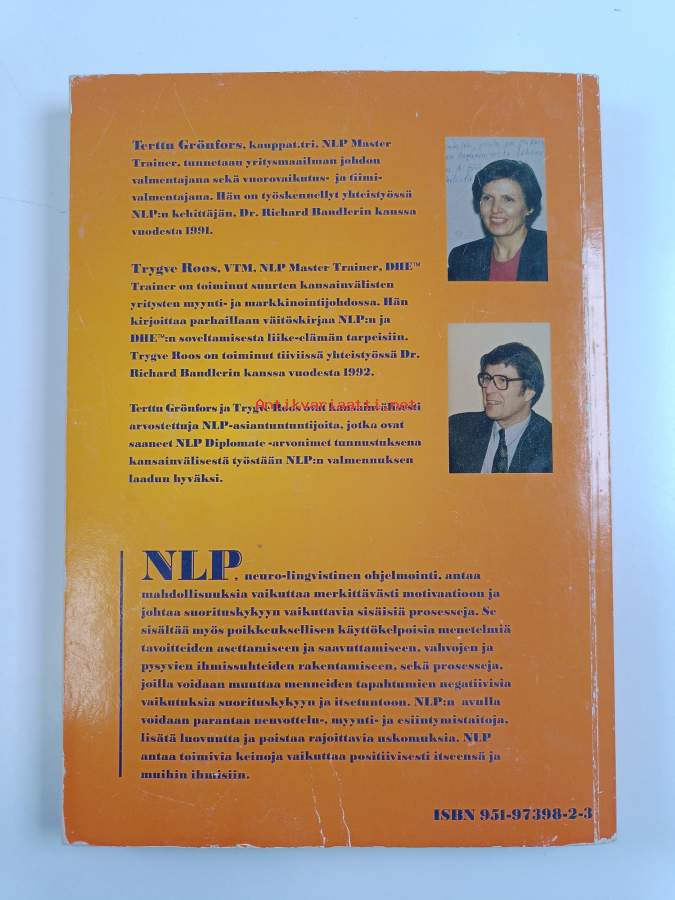 Terttu Grönfors, kauppat.tri, NLP Master
Trainer, tunnetaan yritysmaailman johdon
valmentajana sekä vuorovaikutus- ja tiimi-
valmentajana. Hän on työskennellyt yhteistyössä
NLP:n kehittäjän, Dr. Richard Bandlerin kanssa
vuodesta 1991.
Trygve Roos, VTM, NLP Master Trainer, DHE™
Trainer on toiminut suurten kansainvälisten
yritysten myynti- ja markkinointijohdossa. Hän
kirjoittaa parhaillaan väitöskirjaa NLP:n ja
DHE™:n soveltamisesta liike-elämän tarpeisiin.
Trygve Roos on toiminut tiiviissä yhteistyössä Dr.
Richard Bandlerin kanssa vuodesta 1992.
Antikvariaatti.net
Terttu Grönfors ja Trygve Roos ovat kansainvälisesti
arvostettuja NLP-asiantuntuntijoita, jotka ovat
saaneet NLP Diplomate -arvonimet tunnustuksena
kansainvälisestä työstään NLP:n valmennuksen
laadun hyväksi.
NLP, neuro-lingvistinen ohjelmointi, antaa
mahdollisuuksia vaikuttaa merkittävästi motivaatioon ja
johtaa suorituskykyyn vaikuttavia sisäisiä prosesseja. Se
sisältää myös poikkeuksellisen käyttökelpoisia menetelmiä
tavoitteiden asettamiseen ja saavuttamiseen, vahvojen ja
pysyvien ihmissuhteiden rakentamiseen, sekä prosesseja,
joilla voidaan muuttaa menneiden tapahtumien negatiivisia
vaikutuksia suorituskykyyn ja itsetuntoon. NLP:n avulla
voidaan parantaa neuvottelu-, myynti- ja esiintymistaitoja,
lisätä luovuutta ja poistaa rajoittavia uskomuksia. NLP
antaa toimivia keinoja vaikuttaa positiivisesti itseensä ja
muihin ihmisiin.
ISBN 951-97398-2-3